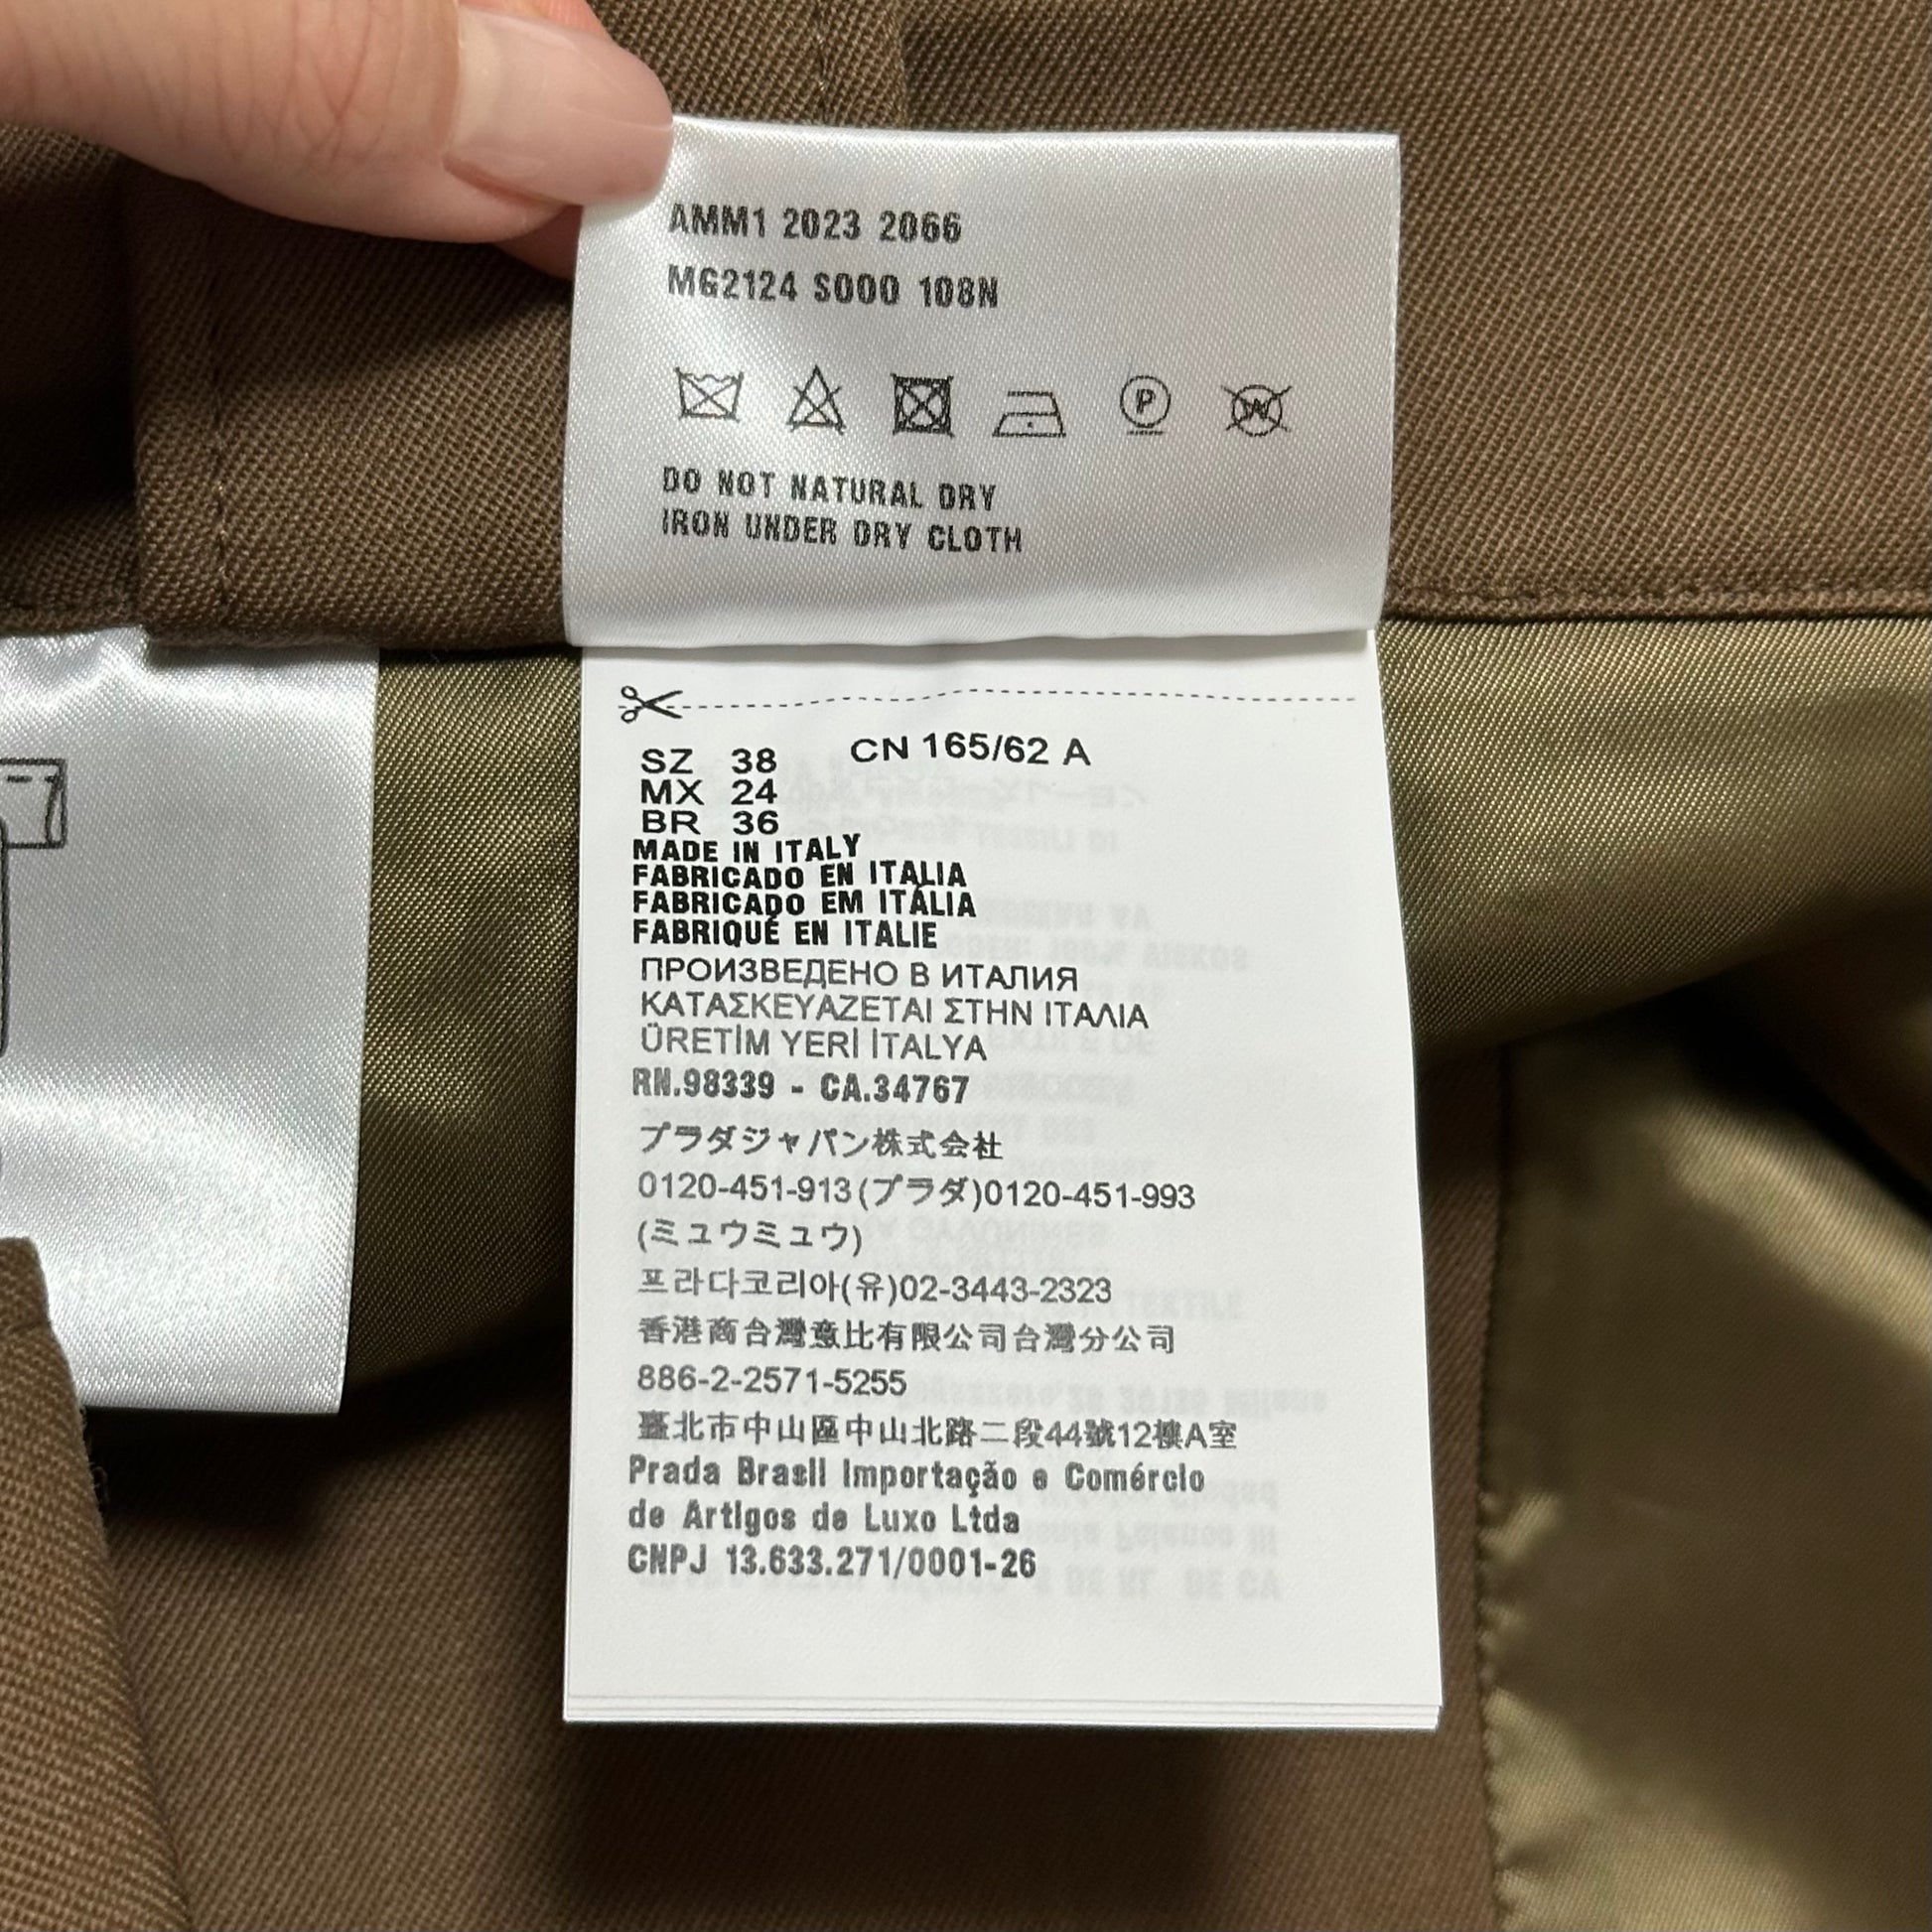 AMM1 2023 2066
MG2124 S000 108N
P W
DO NOT NATURAL DRY
IRON UNDER DRY CLOTH
SZ 38 CN 165/62 A
MX 24
BR 36
MADE IN ITALY
FABRICADO EN ITALIA
FABRICADO EM ITÁLIA
FABRIQUÉ EN ITALIE
ПРОИЗВЕДЕНО В ИТАЛИЯ
ΚΑΤΑΣΚΕΥΑΖΕΤΑΙ ΣΤΗΝ ΙΤΑΛΙΑ
ÜRETİM YERİ İTALYA
RN.98339 - CA.34767
プラダジャパン株式会社
0120-451-913(プラダ)0120-451-993
(ミュウミュウ)
프라다코리아(유)02-3443-2323
香港商台灣意比有限公司台灣分公司
886-2-2571-5255
臺北市中山區中山北路二段44號12樓A室
Prada Brasil Importação e Comércio
de Artigos de Luxo Ltda
CNPJ 13.633.271/0001-26